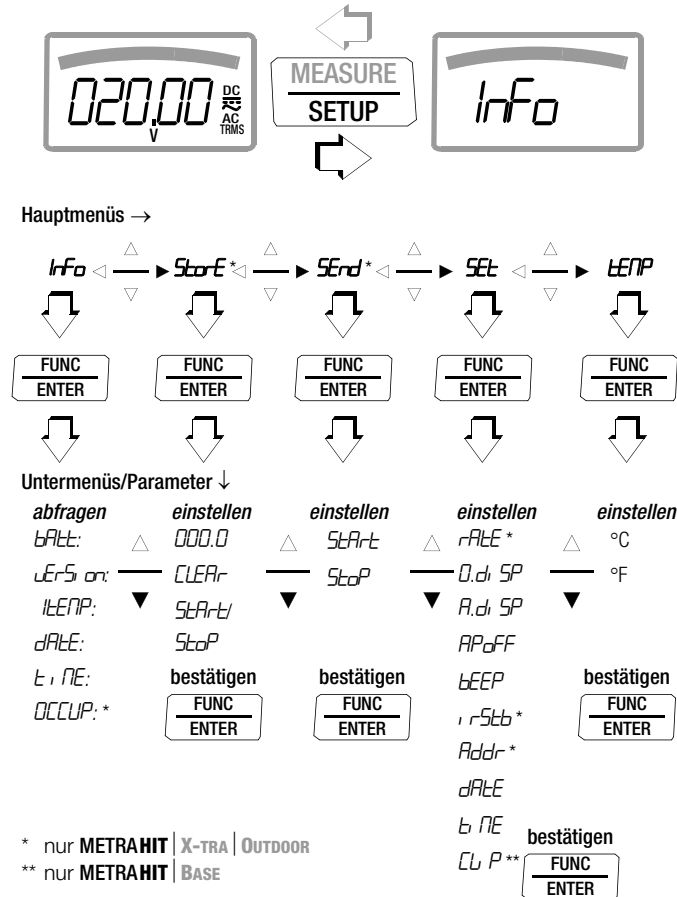 020.00 V DC AC TRMS
MEASURE
SETUP
InFo
Hauptmenüs →
InFo StorE * SEnd * SEt tEMP
FUNC ENTER FUNC ENTER FUNC ENTER FUNC ENTER FUNC ENTER
Untermenüs/Parameter ↓
abfragen
bAtt:
vErSion:
ItEMP:
dAtE:
tiME:
OCCUP: *
einstellen
000.0
CLEAr
StArt/
StoP
bestätigen
FUNC
ENTER
einstellen
StArt
StoP
bestätigen
FUNC
ENTER
einstellen
rAtE *
0.diSP
A.diSP
APoFF
bEEP
irStb *
Addr *
dAtE
tiME
CLiP **
bestätigen
FUNC
ENTER
einstellen
°C
°F
bestätigen
FUNC
ENTER
* nur METRAHIT | X-TRA | OUTDOOR
** nur METRAHIT | BASE